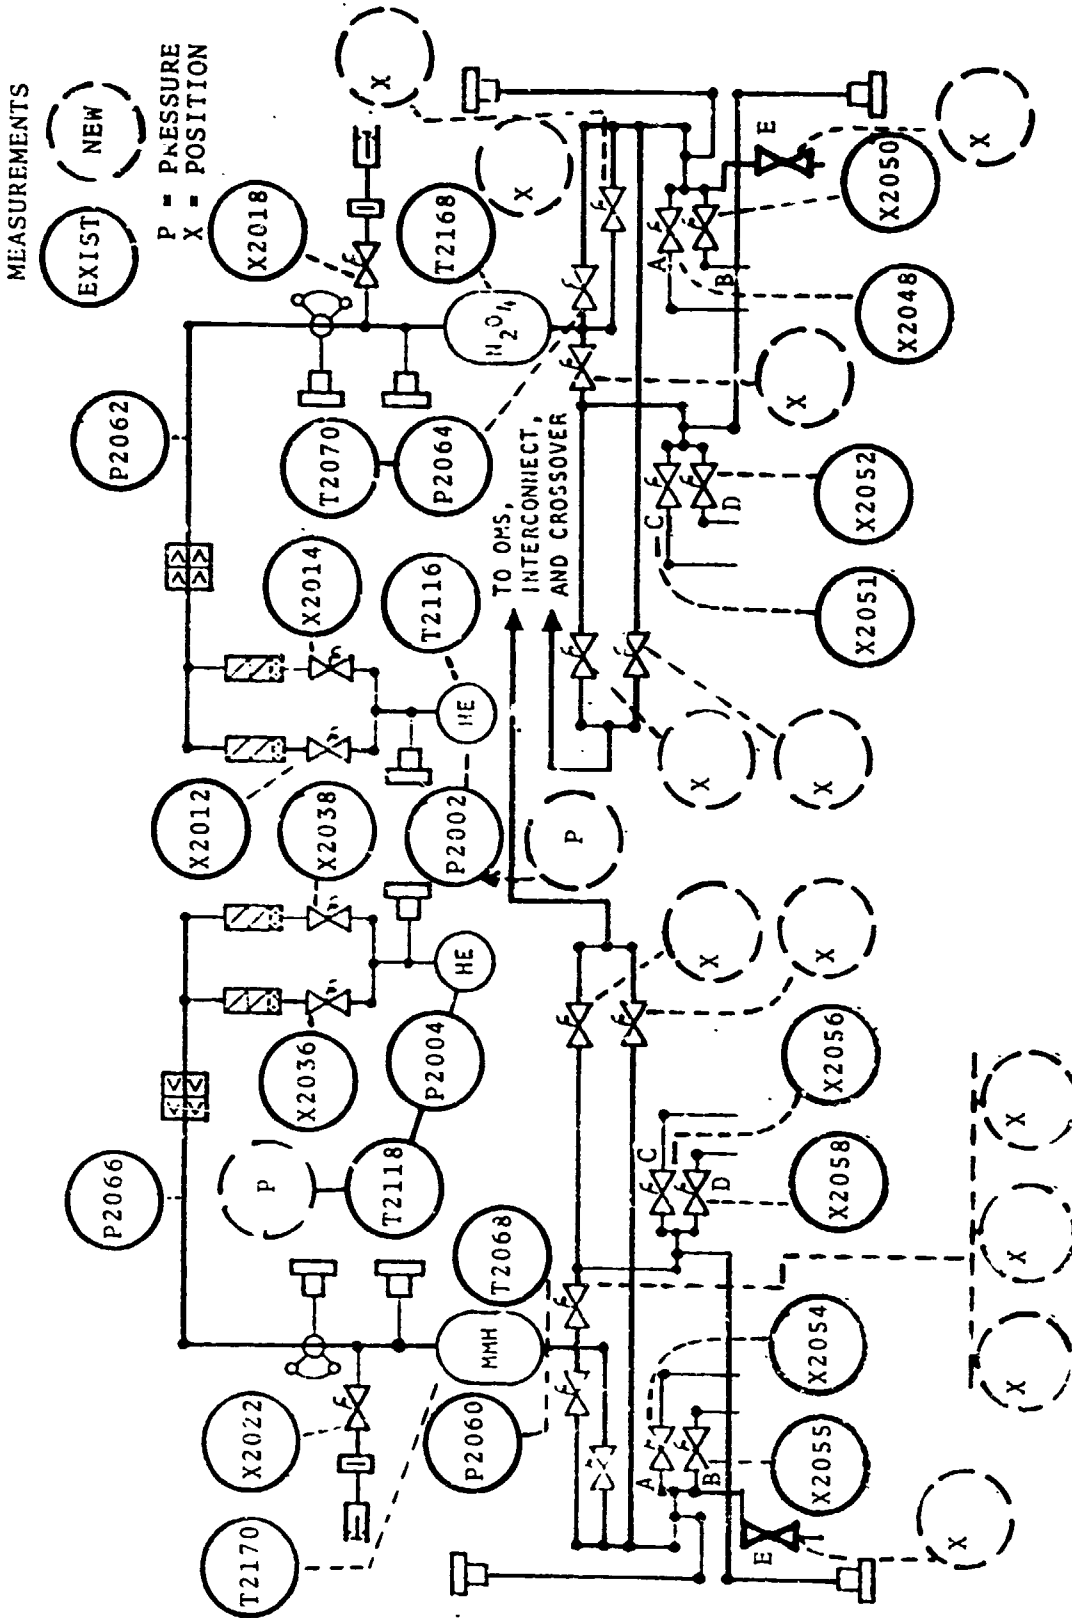 MEASUREMENTS
EXIST
NEW
P = PRESSURE
X = POSITION
T2170
X2022
P2066
P
T2118
P2004
X2036
X2038
X2012
X2014
P2062
X2018
T2168
T2070
P2064
T2116
P2002
P
HE
HE
MMH
N2O4
P2060
T2068
TO OMS,
INTERCONNECT,
AND CROSSOVER
X
X
X
X
X
X
X
A
B
C
D
E
X2055
X2054
X2058
X2056
X
X
X
X
C
D
A
B
E
X2051
X2052
X2048
X2050
X
X